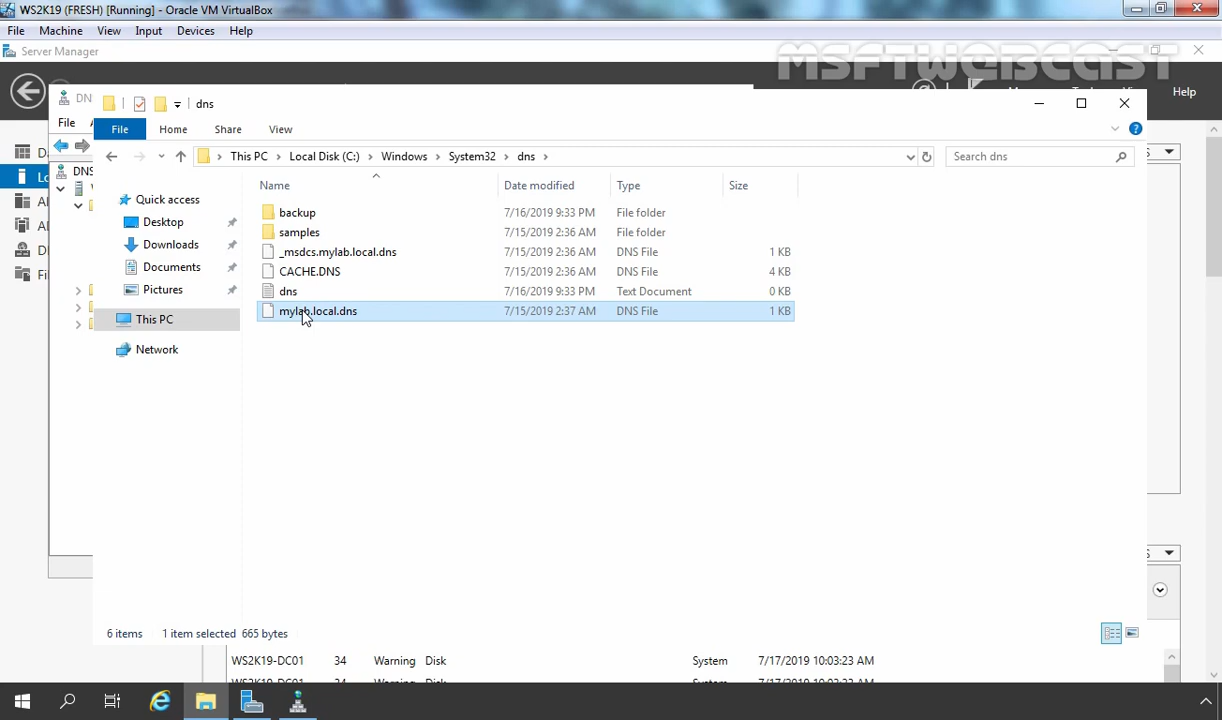 WS2K19 (FRESH) [Running] - Oracle VM VirtualBox
File Machine View Input Devices Help
Server Manager
MSFTWEBCAST
Help
DN
dns
File
File Home Share View
This PC Local Disk (C:) Windows System32 dns
Search dns
DNS
Name Date modified Type Size
Quick access
Desktop
Downloads
Documents
Pictures
This PC
Network
backup 7/16/2019 9:33 PM File folder
samples 7/15/2019 2:36 AM File folder
_msdcs.mylab.local.dns 7/15/2019 2:36 AM DNS File 1 KB
CACHE.DNS 7/15/2019 2:36 AM DNS File 4 KB
dns 7/16/2019 9:33 PM Text Document 0 KB
mylab.local.dns 7/15/2019 2:37 AM DNS File 1 KB
6 items 1 item selected 665 bytes
WS2K19-DC01 34 Warning Disk System 7/17/2019 10:03:23 AM